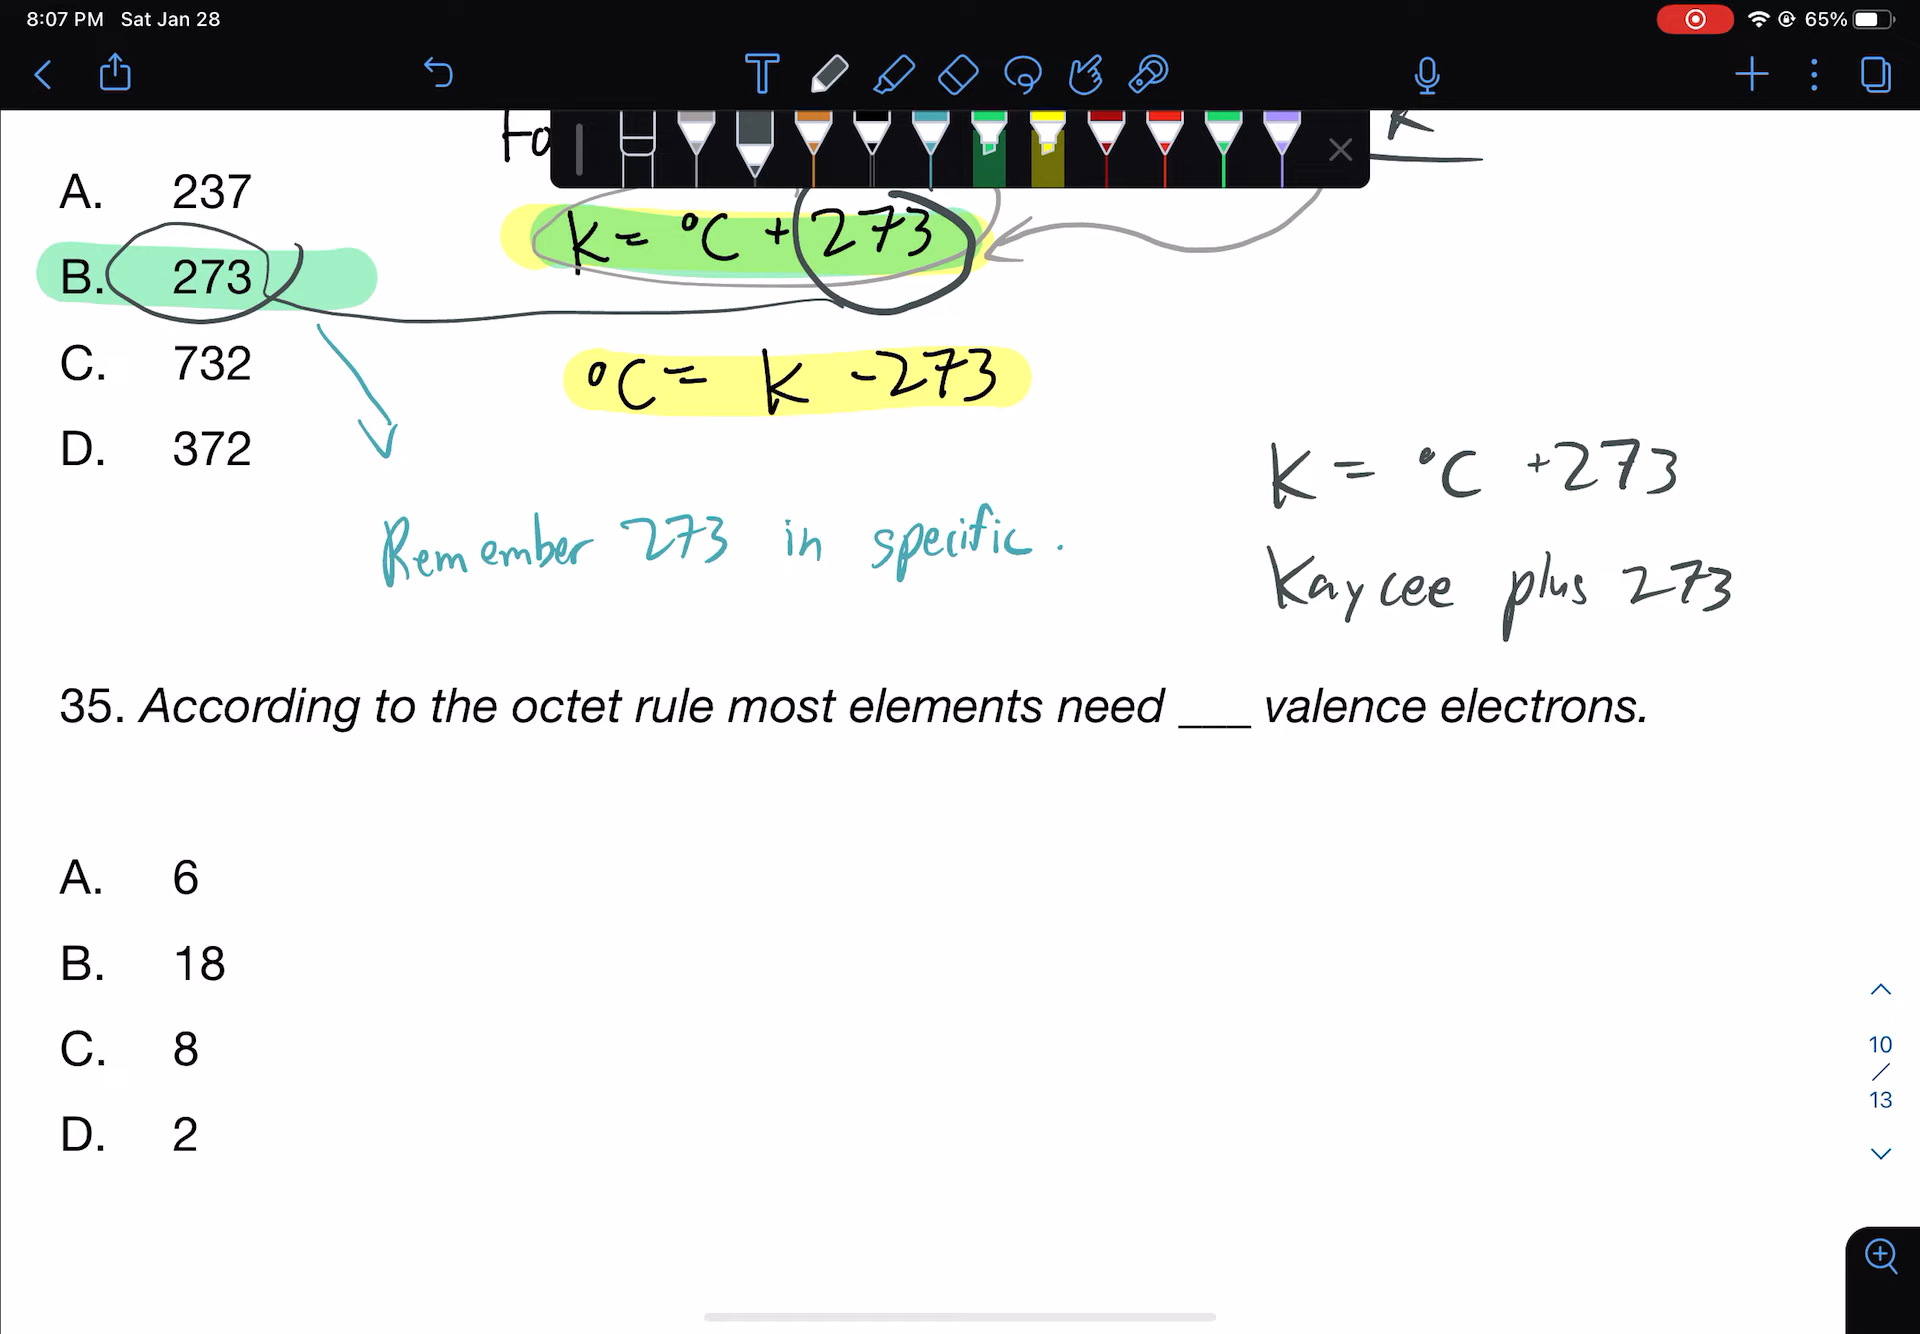 8:07 PM Sat Jan 28
65%
T
Fo
K
A. 237
K = °C + 273
B. 273
C. 732
°C = K - 273
D. 372
K = °C + 273
Remember 273 in specific.
Kaycee plus 273
35. According to the octet rule most elements need ___ valence electrons.
A. 6
B. 18
C. 8
D. 2
10
/
13